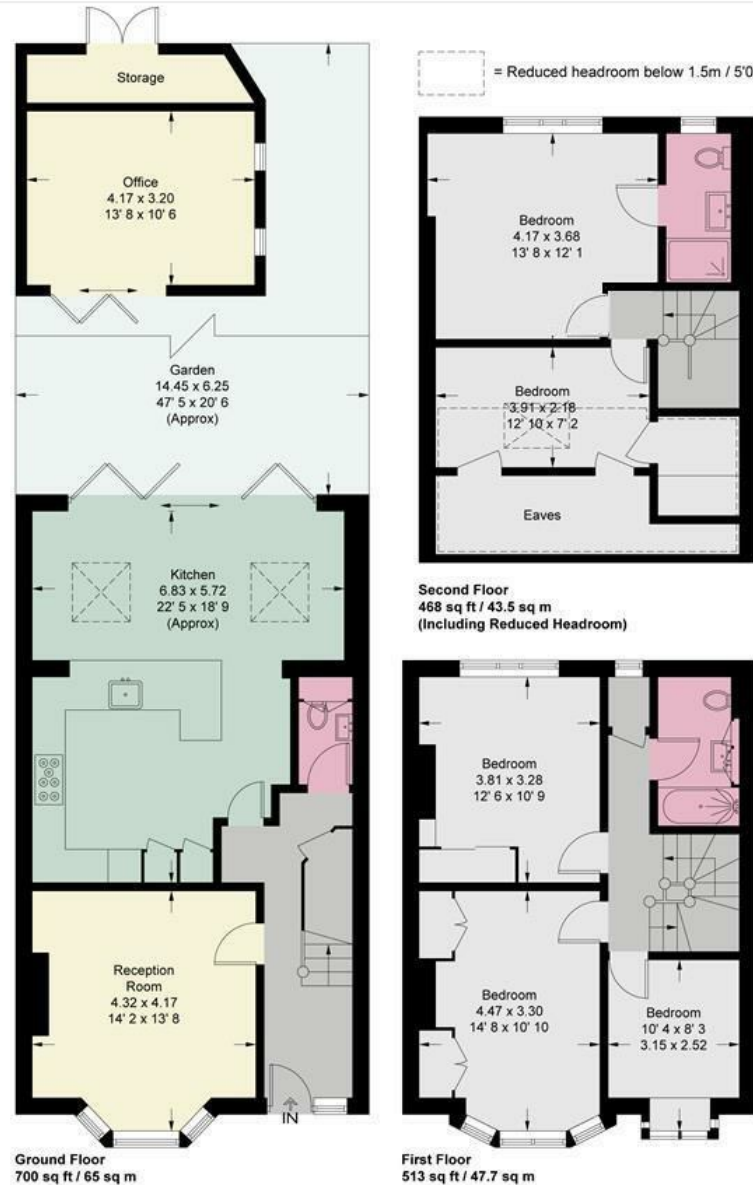 Storage
Office
4.17 x 3.20
13' 8 x 10' 6
Garden
14.45 x 6.25
47' 5 x 20' 6
(Approx)
Kitchen
6.83 x 5.72
22' 5 x 18' 9
(Approx)
Reception
Room
4.32 x 4.17
14' 2 x 13' 8
IN
Ground Floor
700 sq ft / 65 sq m
= Reduced headroom below 1.5m / 5'0
Bedroom
4.17 x 3.68
13' 8 x 12' 1
Bedroom
3.91 x 2.18
12' 10 x 7' 2
Eaves
Second Floor
468 sq ft / 43.5 sq m
(Including Reduced Headroom)
Bedroom
3.81 x 3.28
12' 6 x 10' 9
Bedroom
4.47 x 3.30
14' 8 x 10' 10
Bedroom
10' 4 x 8' 3
3.15 x 2.52
First Floor
513 sq ft / 47.7 sq m